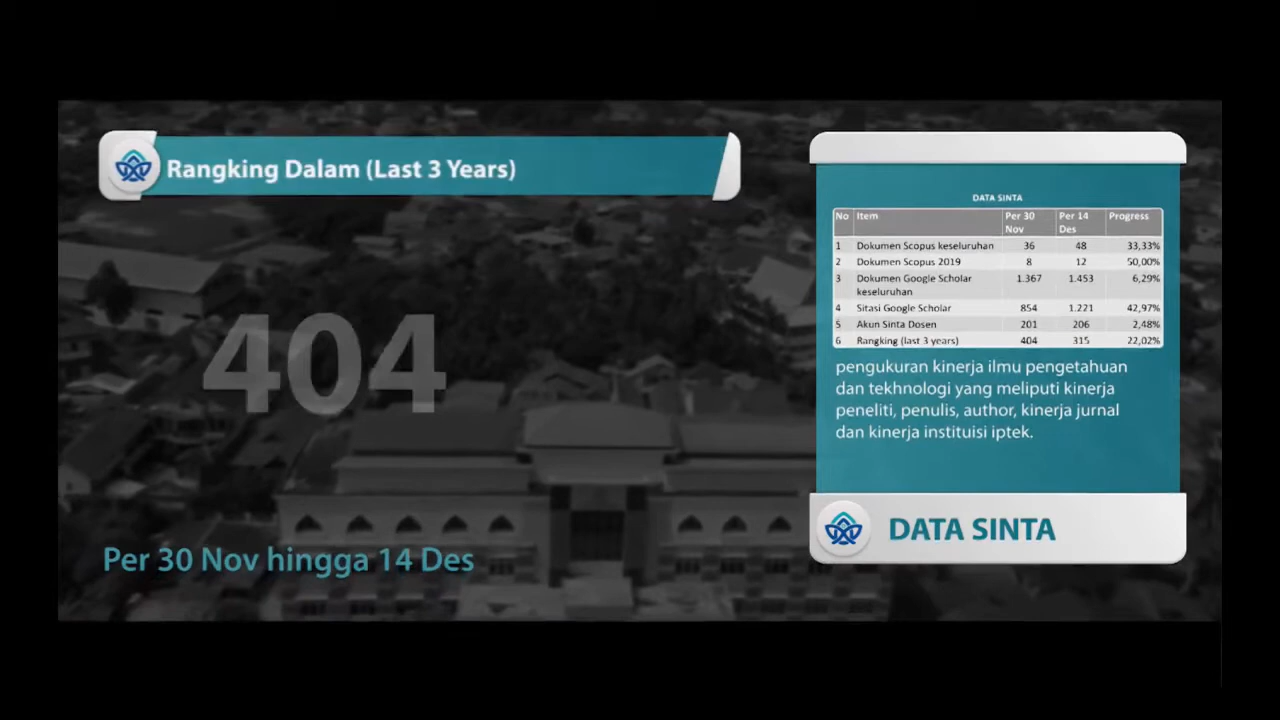 Rangking Dalam (Last 3 Years)
404
Per 30 Nov hingga 14 Des
DATA SINTA
No Item Per 30 Nov Per 14 Des Progress
1 Dokumen Scopus keseluruhan 36 48 33,33%
2 Dokumen Scopus 2019 8 12 50,00%
3 Dokumen Google Scholar keseluruhan 1.367 1.453 6,29%
4 Sitasi Google Scholar 854 1.221 42,97%
5 Akun Sinta Dosen 201 206 2,48%
6 Rangking (last 3 years) 404 315 22,02%
pengukuran kinerja ilmu pengetahuan
dan tekhnologi yang meliputi kinerja
peneliti, penulis, author, kinerja jurnal
dan kinerja instituisi iptek.
DATA SINTA